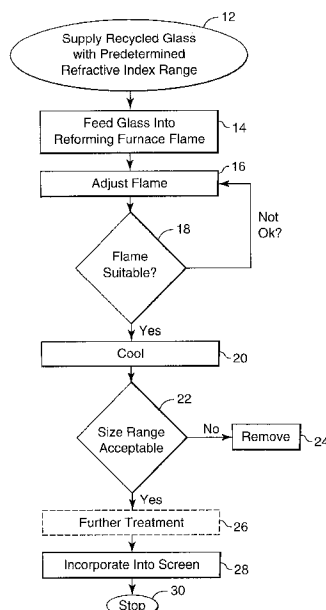 12
Supply Recycled Glass
with Predetermined
Refractive Index Range
Feed Glass Into
Reforming Furnace Flame
14
16
Adjust Flame
18
Not
Ok?
Flame
Suitable?
Yes
Cool
20
22
Size Range
Acceptable
No
Remove
24
Yes
Further Treatment
26
Incorporate Into Screen
28
30
Stop